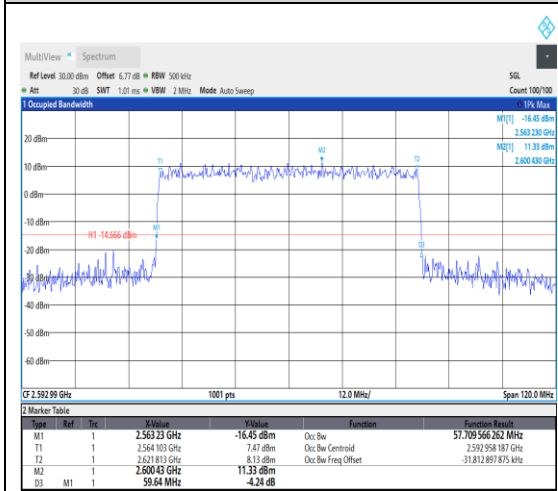 MultiView Spectrum
Ref Level 30.00 dBm Offset 6.77 dB RBW 500 kHz SGL
Att 30 dB SWT 1.01 ms VBW 2 MHz Mode Auto Sweep Count 100/100
1 Occupied Bandwidth 1Pk Max
M1[1] -16.45 dBm
2.563 230 GHz
M2[1] 11.33 dBm
2.600 430 GHz
20 dBm
T1 M2 T2
10 dBm
0 dBm
-10 dBm
H1 -14.666 dBm M1
-20 dBm D3
-30 dBm
-40 dBm
-50 dBm
-60 dBm
CF 2.592 99 GHz 1001 pts 12.0 MHz/ Span 120.0 MHz
2 Marker Table
Type Ref Trc X-Value Y-Value Function Function Result
M1 1 2.563 23 GHz -16.45 dBm Occ Bw 57.709 566 262 MHz
T1 1 2.564 103 GHz 7.47 dBm Occ Bw Centroid 2.592 958 187 GHz
T2 1 2.621 813 GHz 8.13 dBm Occ Bw Freq Offset -31.812 897 875 kHz
M2 1 2.600 43 GHz 11.33 dBm
D3 M1 1 59.64 MHz -4.24 dB